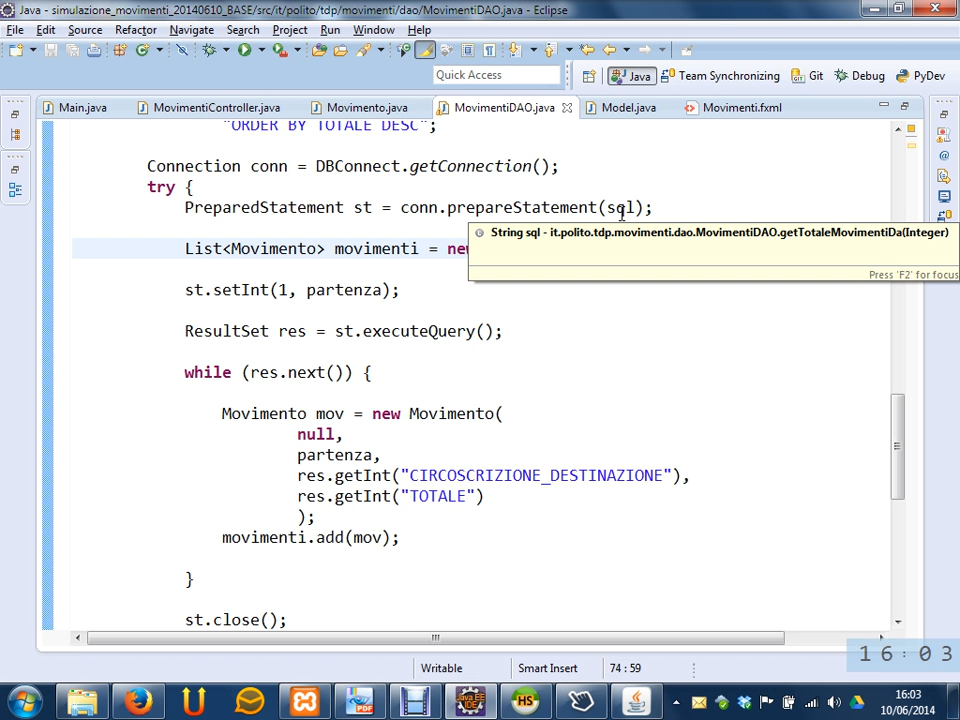 Java - simulazione_movimenti_20140610_BASE/src/it/polito/tdp/movimenti/dao/MovimentiDAO.java - Eclipse
File Edit Source Refactor Navigate Search Project Run Window Help
Quick Access
Java Team Synchronizing Git Debug PyDev
Main.java MovimentiController.java Movimento.java MovimentiDAO.java Model.java Movimenti.fxml
"ORDER BY TOTALE DESC";
Connection conn = DBConnect.getConnection();
try {
PreparedStatement st = conn.prepareStatement(sql);
String sql - it.polito.tdp.movimenti.dao.MovimentiDAO.getTotaleMovimentiDa(Integer)
List<Movimento> movimenti = new
Press 'F2' for focus
st.setInt(1, partenza);
ResultSet res = st.executeQuery();
while (res.next()) {
Movimento mov = new Movimento(
null,
partenza,
res.getInt("CIRCOSCRIZIONE_DESTINAZIONE"),
res.getInt("TOTALE")
);
movimenti.add(mov);
}
st.close();
16:03
Writable Smart Insert 74 : 59
Java EE
IDE
PDF
HS
16:03
10/06/2014